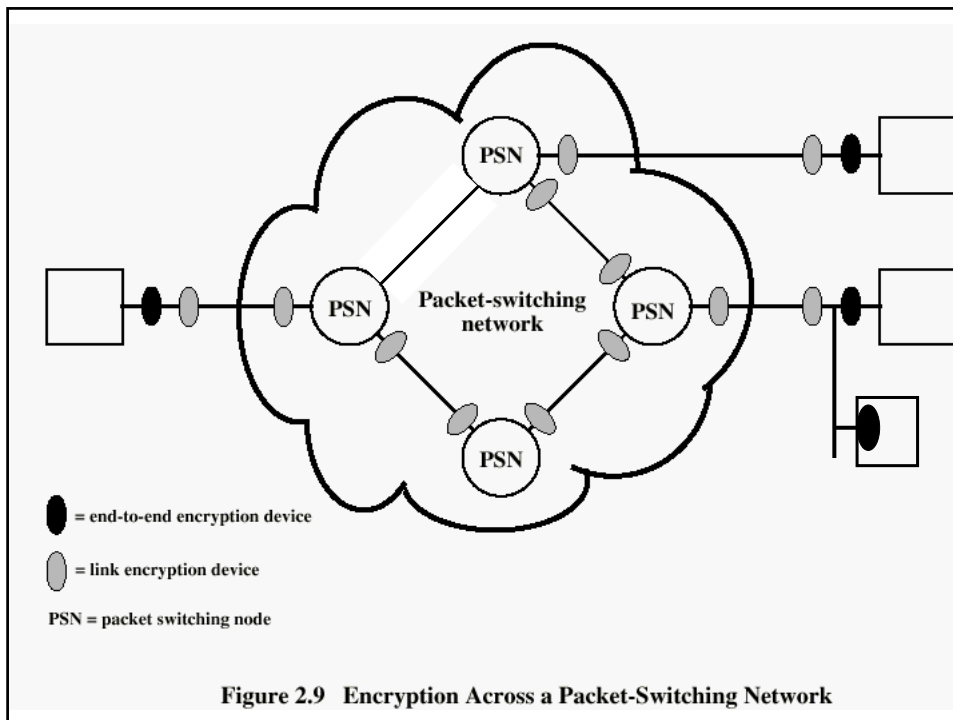 PSN
PSN
Packet-switching
network
PSN
PSN
= end-to-end encryption device
= link encryption device
PSN = packet switching node
Figure 2.9 Encryption Across a Packet-Switching Network